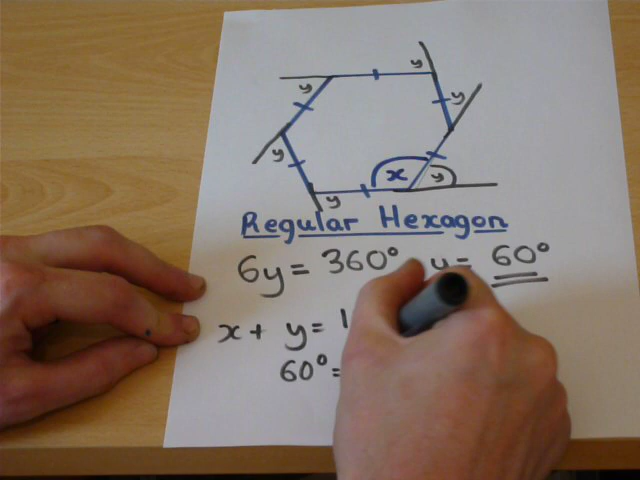 y
y
y
y
x
y
y
Regular Hexagon
6y = 360° y = 60°
x + y = 1
60° =